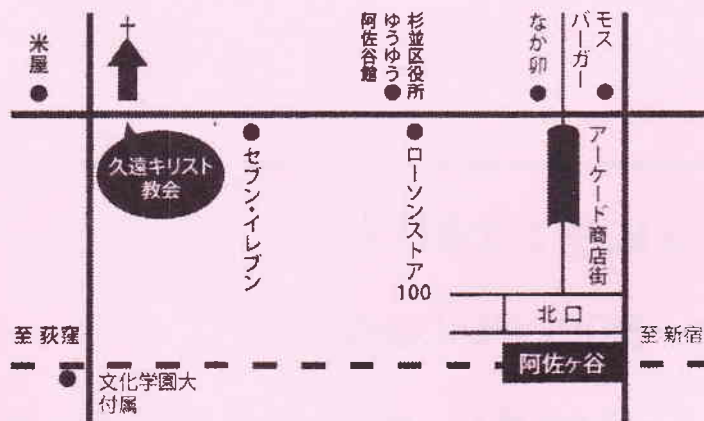 米屋
久遠キリスト
教会
セブン・イレブン
杉並区役所
ゆうゆう
阿佐谷館
ローソンストア
100
なか卯
モス
バーガー
アーケード商店街
北口
至 荻窪
阿佐ヶ谷
至 新宿
文化学園大
付属